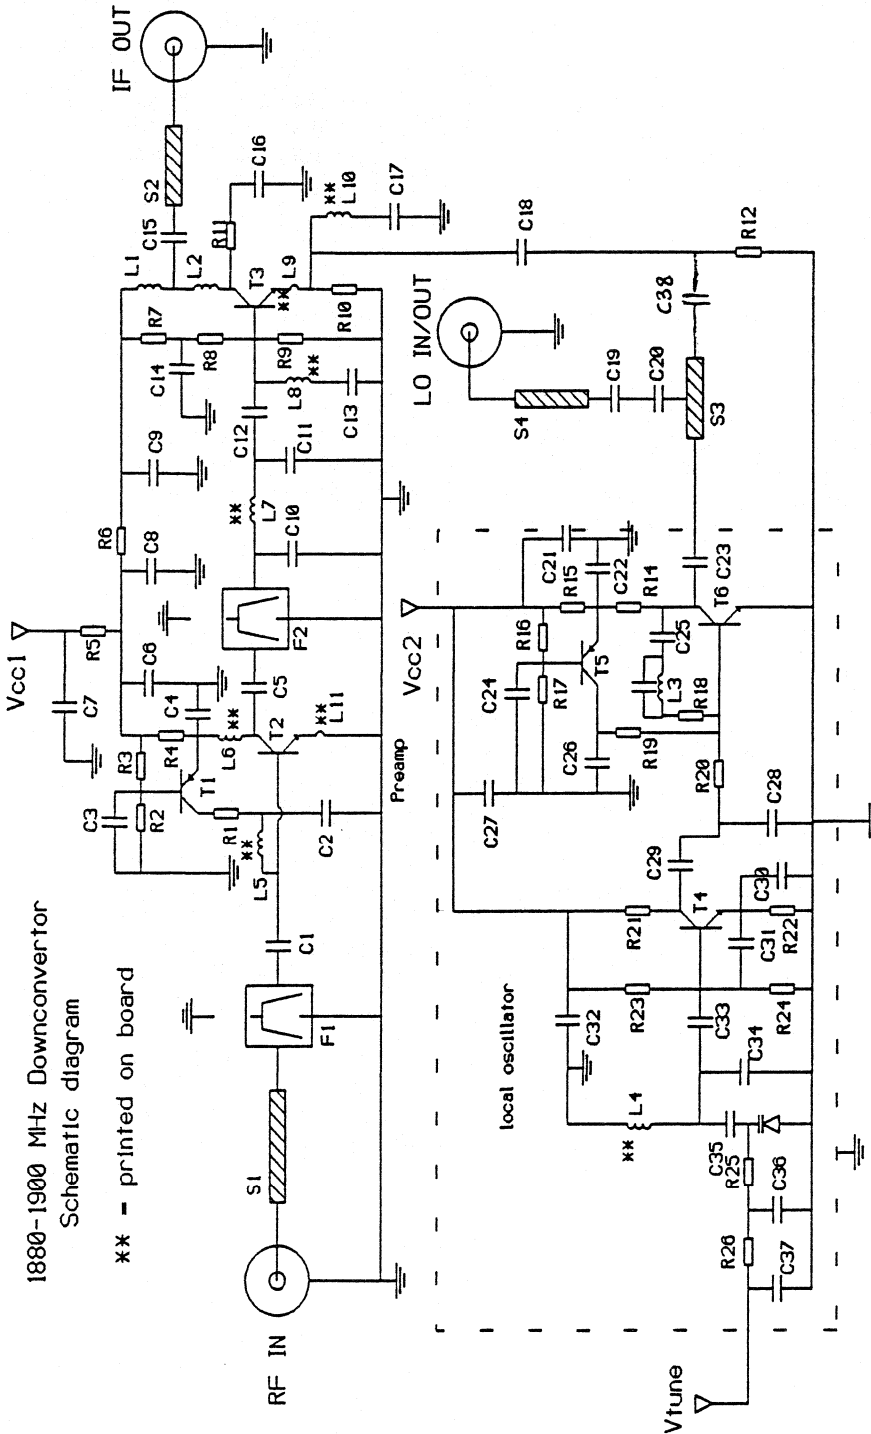 1880-1900 MHz Downconvertor
Schematic diagram
** = printed on board
RF IN
S1
F1
C1
L5
**
R1
C2
C3
R2
R3
T1
R4
C4
L6
**
T2
**
L11
Preamp
Vcc1
C7
R5
C6
C5
F2
C8
R6
C9
C10
**
L7
C11
C12
C14
R7
R8
R9
L8
**
C13
L1
L2
C15
S2
IF OUT
R11
C16
T3
**
L9
R10
**
L10
C17
C18
R12
C38
LO IN/OUT
S4
C19
C20
S3
Vcc2
C21
C22
R15
R14
R16
R17
T5
C24
C26
C27
C25
L3
R18
R19
T6
C23
R20
C28
C29
T4
C30
C31
R22
R21
R23
R24
C32
C33
C34
local oscillator
L4
**
C35
R25
C36
R26
C37
Vtune